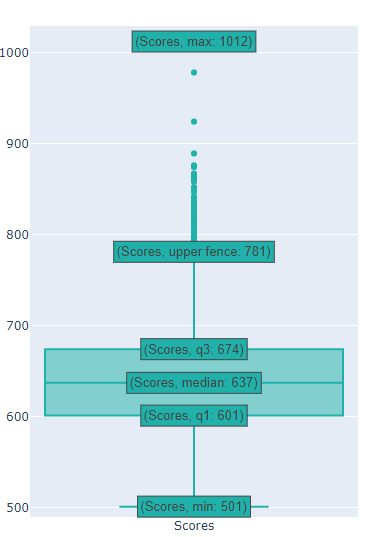 (Scores, max: 1012)
1000
900
800
(Scores, upper fence: 781)
700
(Scores, q3: 674)
(Scores, median: 637)
600
(Scores, q1: 601)
500
(Scores, min: 501)
Scores